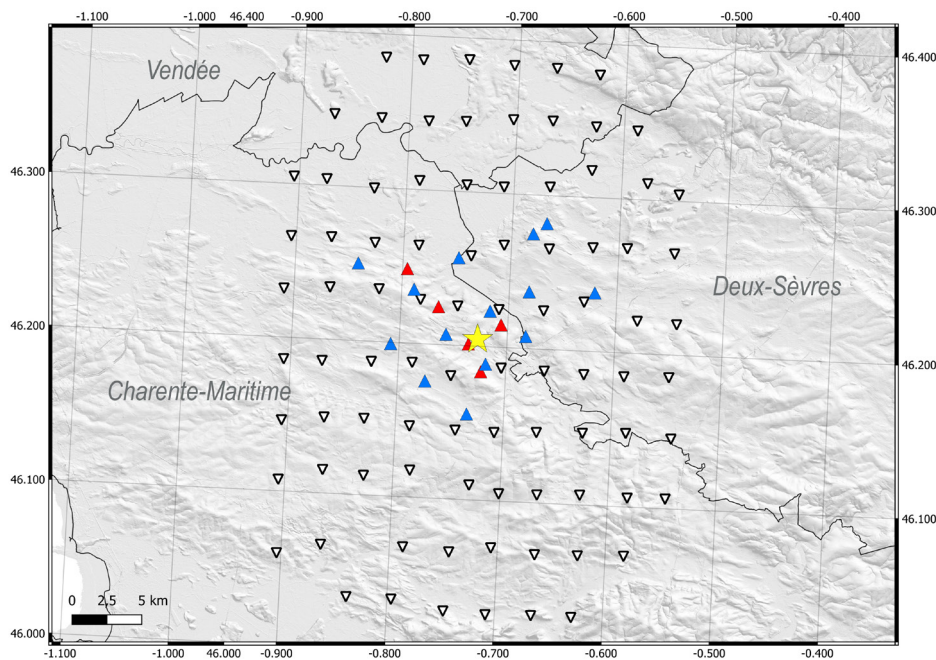 -1.100 -1.000 46.400 -0.900 -0.800 -0.700 -0.600 -0.500 -0.400
46.400
Vendée
46.300
46.300
Deux-Sèvres
46.200
46.200
Charente-Maritime
46.100
46.100
0 2,5 5 km
46.000
-1.100 -1.000 46.000 -0.900 -0.800 -0.700 -0.600 -0.500 -0.400